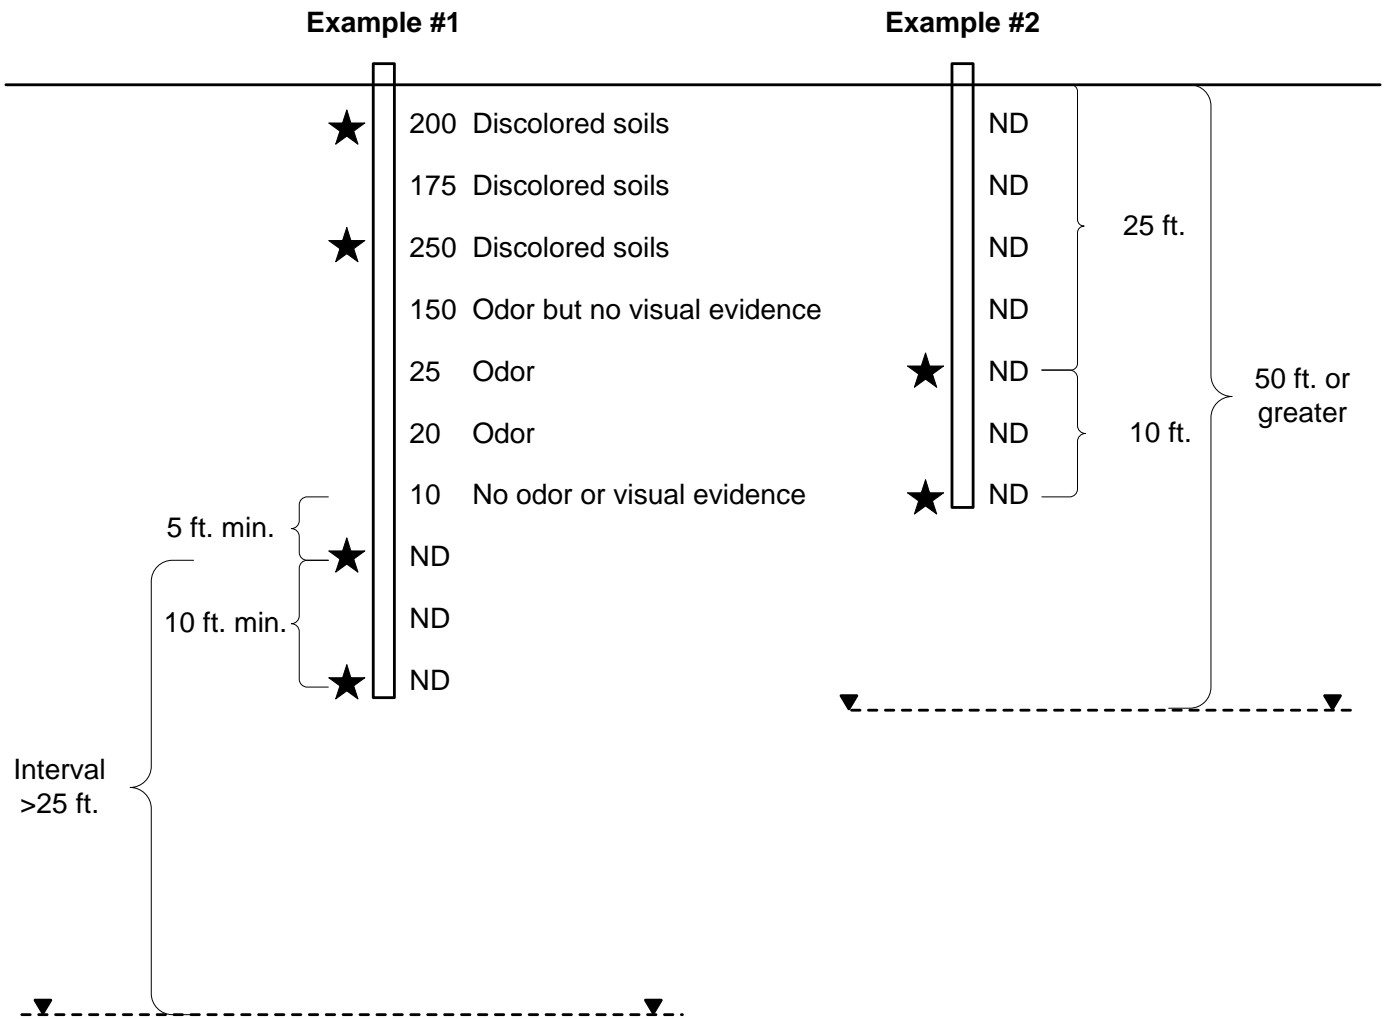 Example #1
Example #2
200 Discolored soils
175 Discolored soils
250 Discolored soils
150 Odor but no visual evidence
25 Odor
20 Odor
10 No odor or visual evidence
ND
ND
ND
5 ft. min.
10 ft. min.
Interval
>25 ft.
ND
ND
ND
ND
ND
ND
ND
25 ft.
10 ft.
50 ft. or
greater